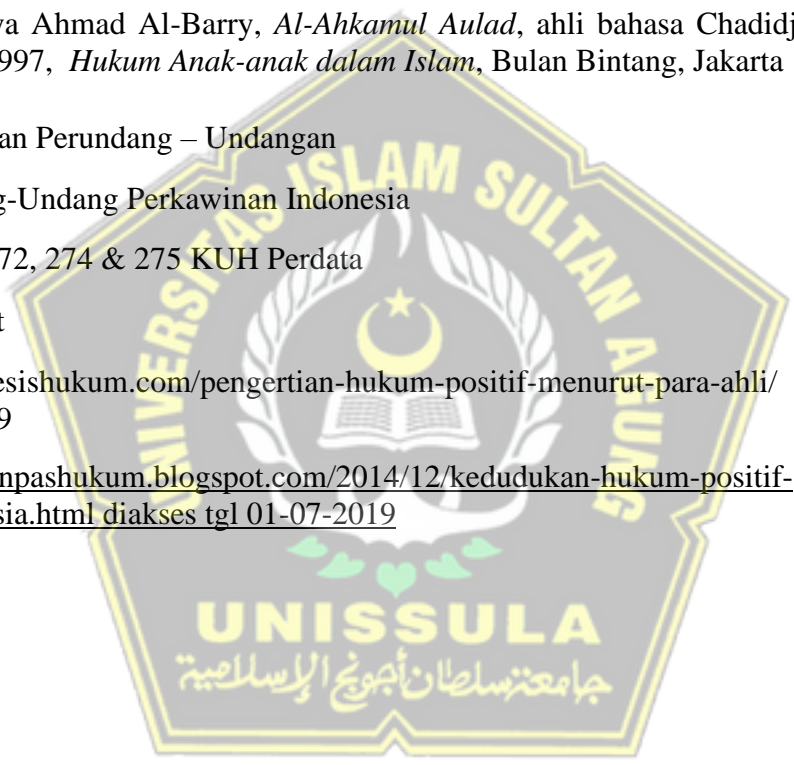 ya Ahmad Al-Barry, Al-Ahkamul Aulad, ahli bahasa Chadidj
997, Hukum Anak-anak dalam Islam, Bulan Bintang, Jakarta
an Perundang – Undangan
g-Undang Perkawinan Indonesia
72, 274 & 275 KUH Perdata
t
esishukum.com/pengertian-hukum-positif-menurut-para-ahli/
9
npashukum.blogspot.com/2014/12/kedudukan-hukum-positif-
sia.html diakses tgl 01-07-2019
UNIVERSITAS ISLAM SULTAN AGUNG
UNISSULA
جامعة سلطان أجونج الإسلامية